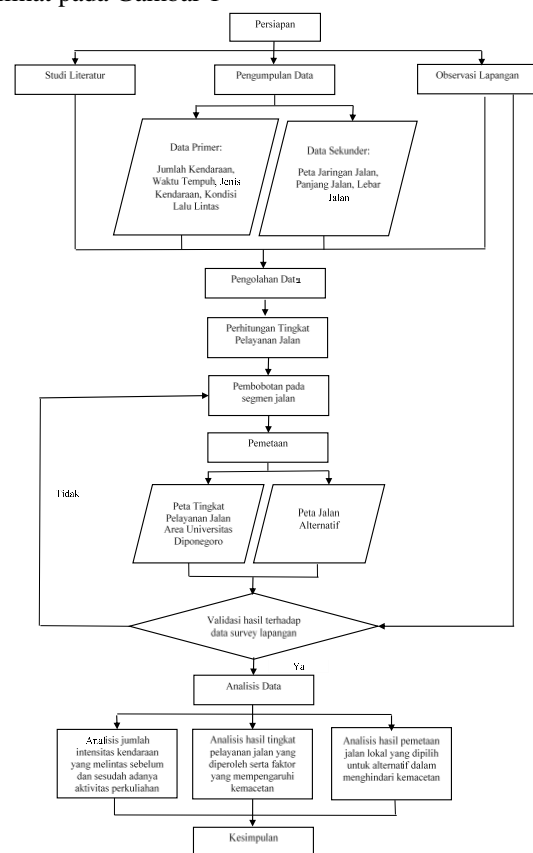 pada Gambar 1
Persiapan
Studi Literatur
Pengumpulan Data
Observasi Lapangan
Data Primer:
Jumlah Kendaraan,
Waktu Tempuh, Jenis
Kendaraan, Kondisi
Lalu Lintas
Data Sekunder:
Peta Jaringan Jalan,
Panjang Jalan, Lebar
Jalan
Pengolahan Data
Perhitungan Tingkat
Pelayanan Jalan
Pembobotan pada
segmen jalan
Pemetaan
Tidak
Peta Tingkat
Pelayanan Jalan
Area Universitas
Diponegoro
Peta Jalan
Alternatif
Validasi hasil terhadap
data survey lapangan
Ya
Analisis Data
Analisis jumlah
intensitas kendaraan
yang melintas sebelum
dan sesudah adanya
aktivitas perkuliahan
Analisis hasil tingkat
pelayanan jalan yang
diperoleh serta faktor
yang mempengaruhi
kemacetan
Analisis hasil pemetaan
jalan lokal yang dipilih
untuk alternatif dalam
menghindari kemacetan
Kesimpulan